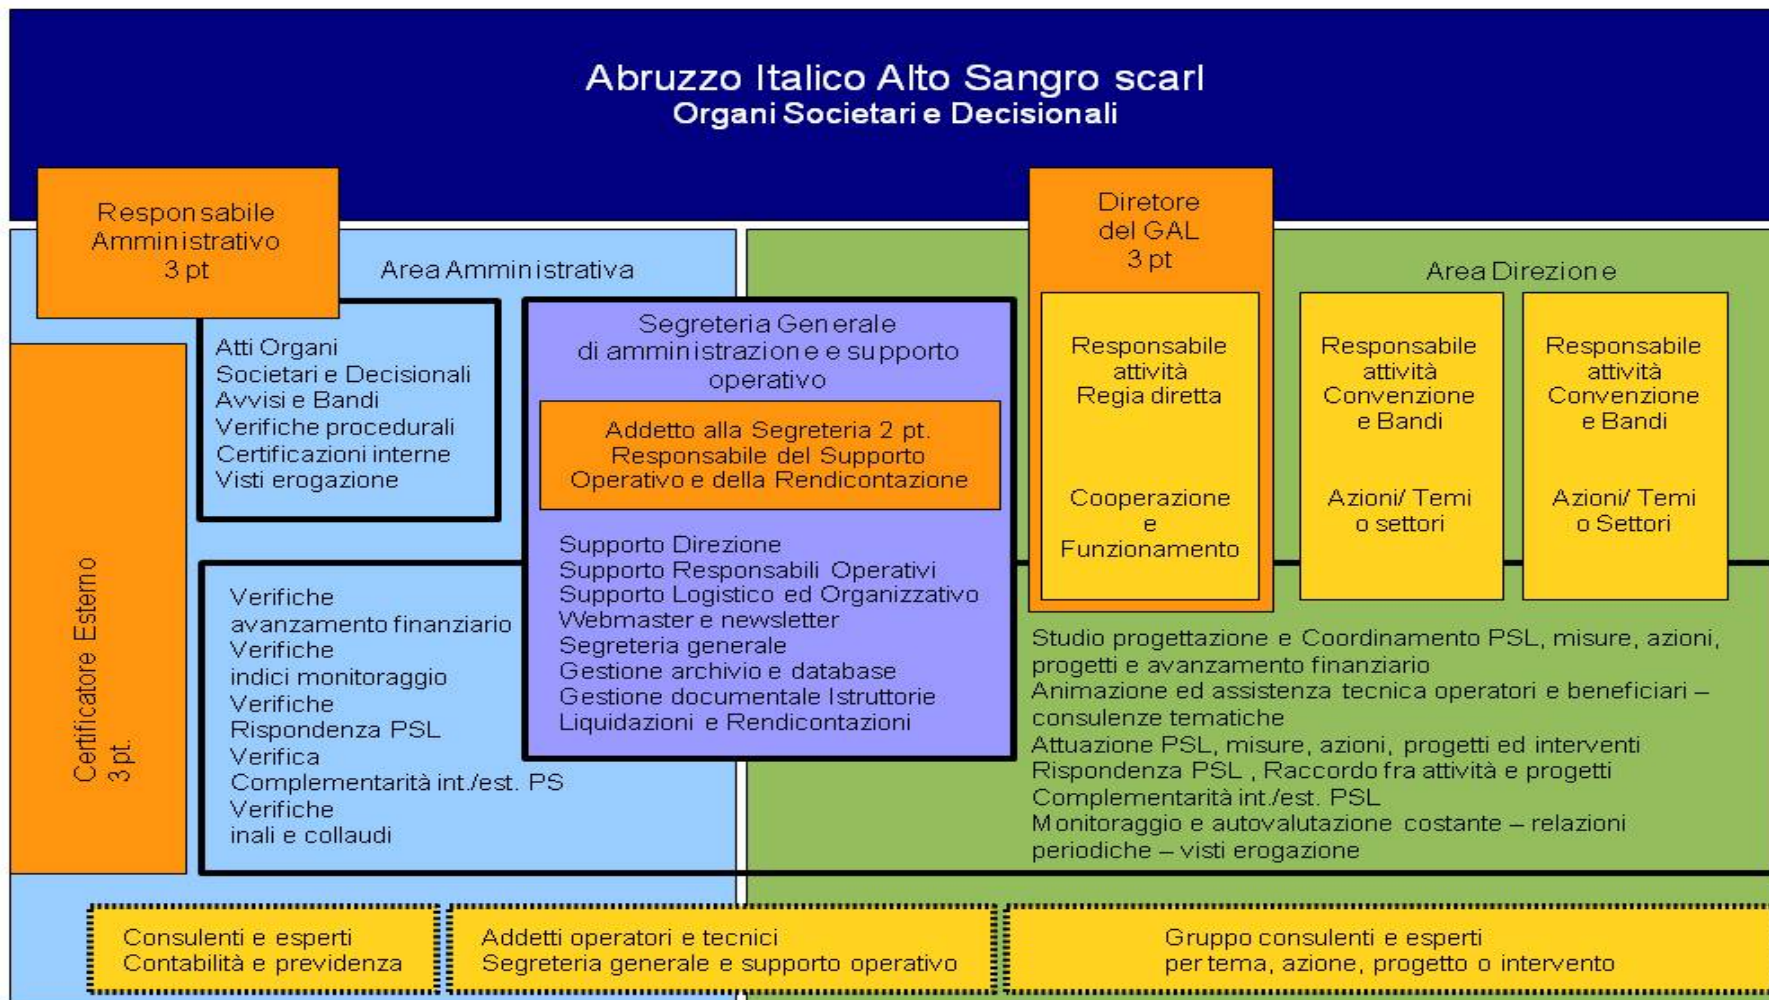 Abruzzo Italico Alto Sangro scarl
Organi Societari e Decisionali
Responsabile
Amministrativo
3 pt
Area Amministrativa
Diretore
del GAL
3 pt
Area Direzione
Atti Organi
Societari e Decisionali
Avvisi e Bandi
Verifiche procedurali
Certificazioni interne
Visti erogazione
Segreteria Generale
di amministrazione e supporto
operativo
Addetto alla Segreteria 2 pt.
Responsabile del Supporto
Operativo e della Rendicontazione
Supporto Direzione
Supporto Responsabili Operativi
Supporto Logistico ed Organizzativo
Webmaster e newsletter
Segreteria generale
Gestione archivio e database
Gestione documentale Istruttorie
Liquidazioni e Rendicontazioni
Responsabile
attività
Regia diretta
Cooperazione
e
Funzionamento
Responsabile
attività
Convenzione
e Bandi
Azioni/ Temi
o settori
Responsabile
attività
Convenzione
e Bandi
Azioni/ Temi
o Settori
Certificatore Esterno
3 pt.
Verifiche
avanzamento finanziario
Verifiche
indici monitoraggio
Verifiche
Rispondenza PSL
Verifica
Complementarità int./est. PS
Verifiche
inali e collaudi
Studio progettazione e Coordinamento PSL, misure, azioni,
progetti e avanzamento finanziario
Animazione ed assistenza tecnica operatori e beneficiari –
consulenze tematiche
Attuazione PSL, misure, azioni, progetti ed interventi
Rispondenza PSL , Raccordo fra attività e progetti
Complementarità int./est. PSL
Monitoraggio e autovalutazione costante – relazioni
periodiche – visti erogazione
Consulenti e esperti
Contabilità e previdenza
Addetti operatori e tecnici
Segreteria generale e supporto operativo
Gruppo consulenti e esperti
per tema, azione, progetto o intervento